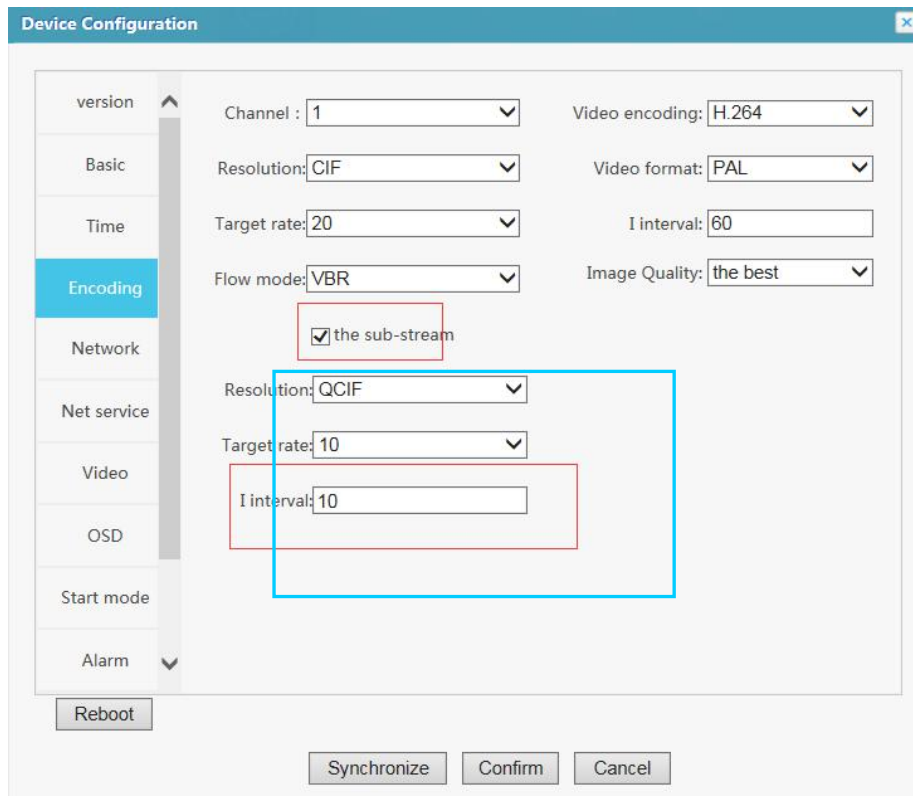 Device Configuration
version
Basic
Time
Encoding
Network
Net service
Video
OSD
Start mode
Alarm
Channel : 1
Video encoding: H.264
Resolution: CIF
Video format: PAL
Target rate: 20
I interval: 60
Flow mode: VBR
Image Quality: the best
the sub-stream
Resolution: QCIF
Target rate: 10
I interval: 10
Reboot
Synchronize
Confirm
Cancel